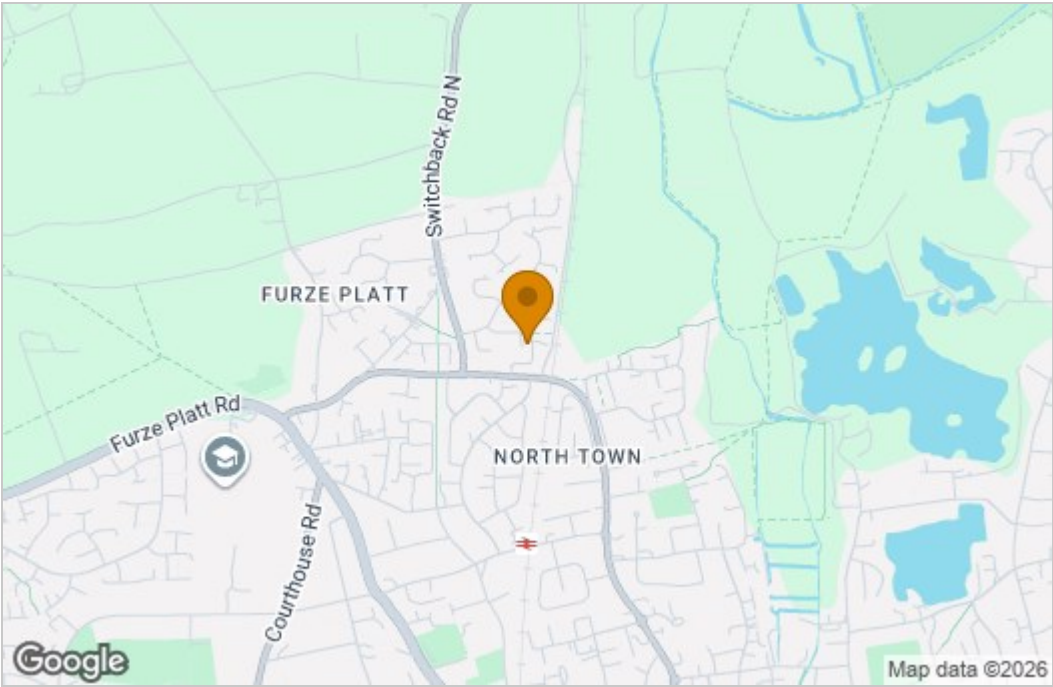 Switchback Rd N
FURZE PLATT
Furze Platt Rd
NORTH TOWN
Courthouse Rd
Google
Map data ©2026